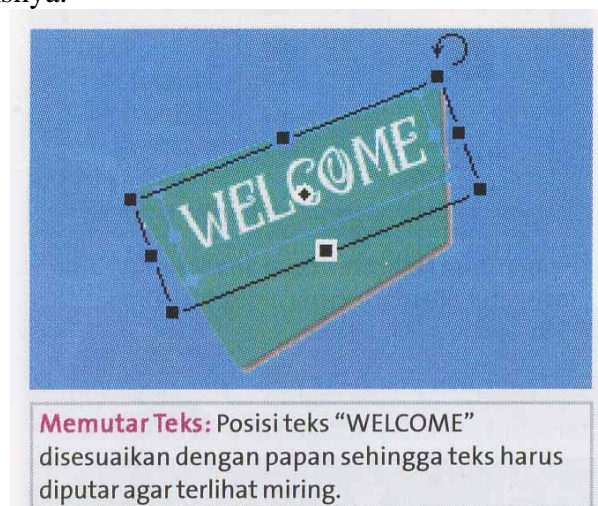 WELCOME
Memutar Teks: Posisi teks “WELCOME”
disesuaikan dengan papan sehingga teks harus
diputar agar terlihat miring.